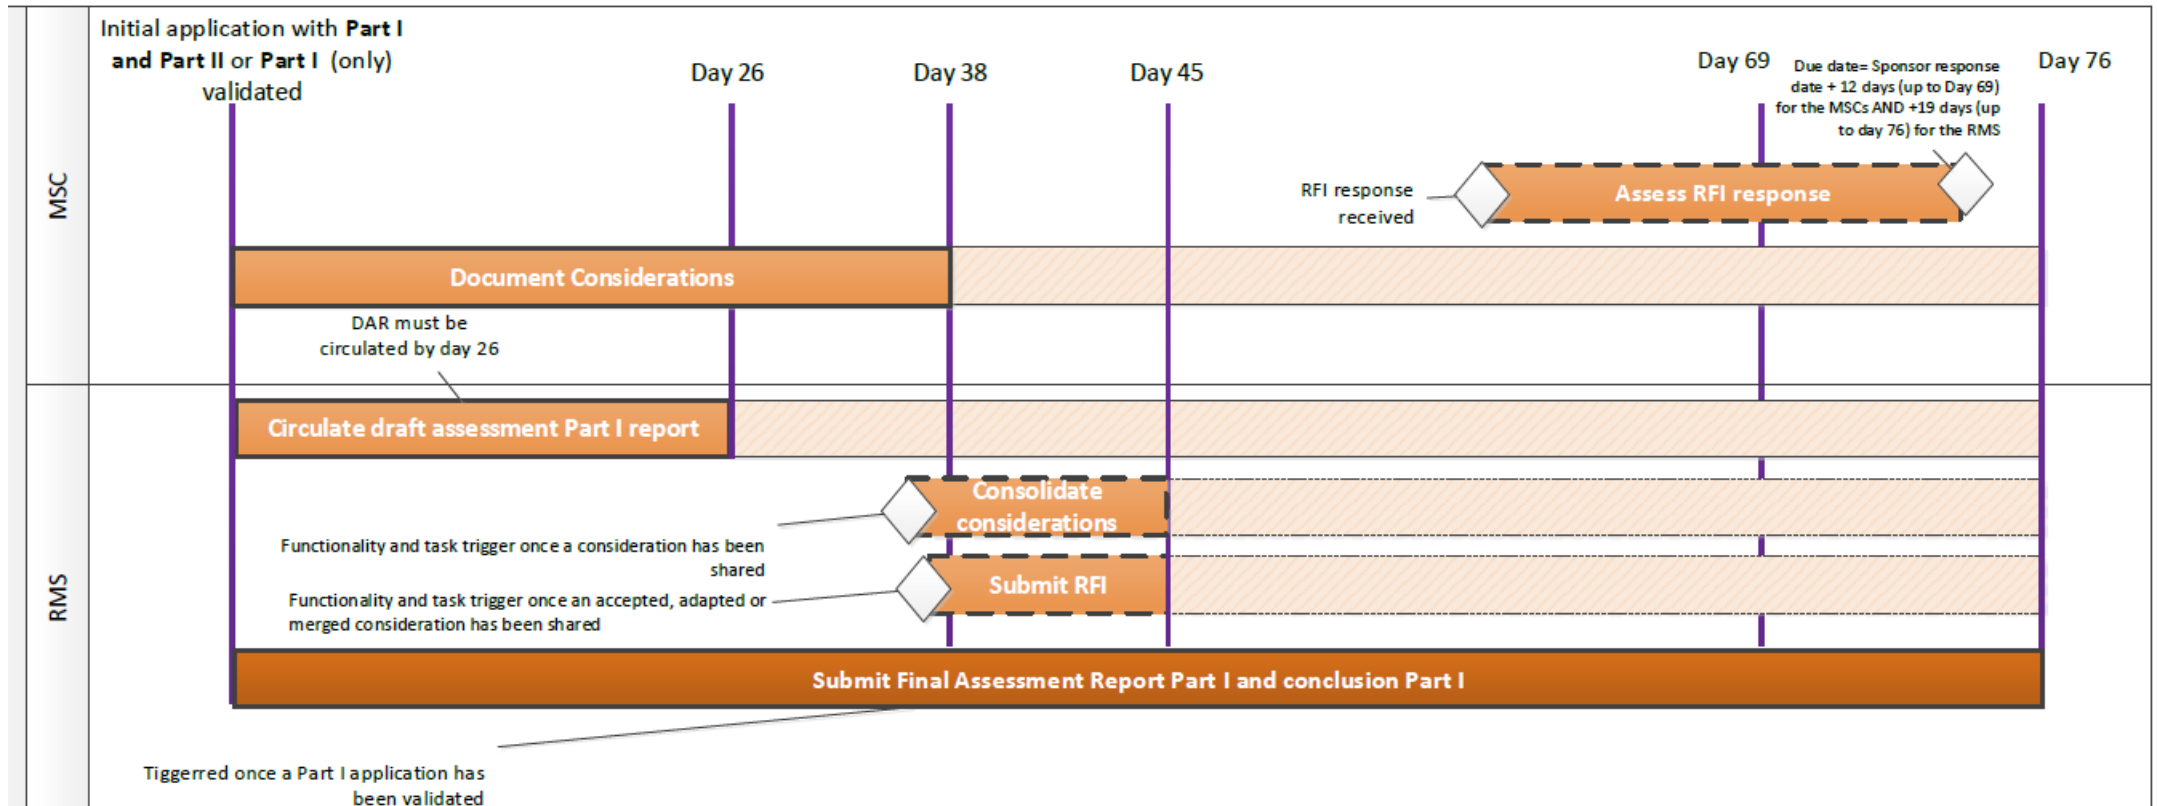 Initial application with Part I
and Part II or Part I (only)
validated
Day 26
Day 38
Day 45
Day 69
Due date= Sponsor response
date + 12 days (up to Day 69)
for the MSCs AND +19 days (up
to day 76) for the RMS
Day 76
MSC
RFI response
received
Assess RFI response
Document Considerations
DAR must be
circulated by day 26
RMS
Circulate draft assessment Part I report
Consolidate
considerations
Functionality and task trigger once a consideration has been
shared
Submit RFI
Functionality and task trigger once an accepted, adapted or
merged consideration has been shared
Submit Final Assessment Report Part I and conclusion Part I
Tiggerred once a Part I application has
been validated